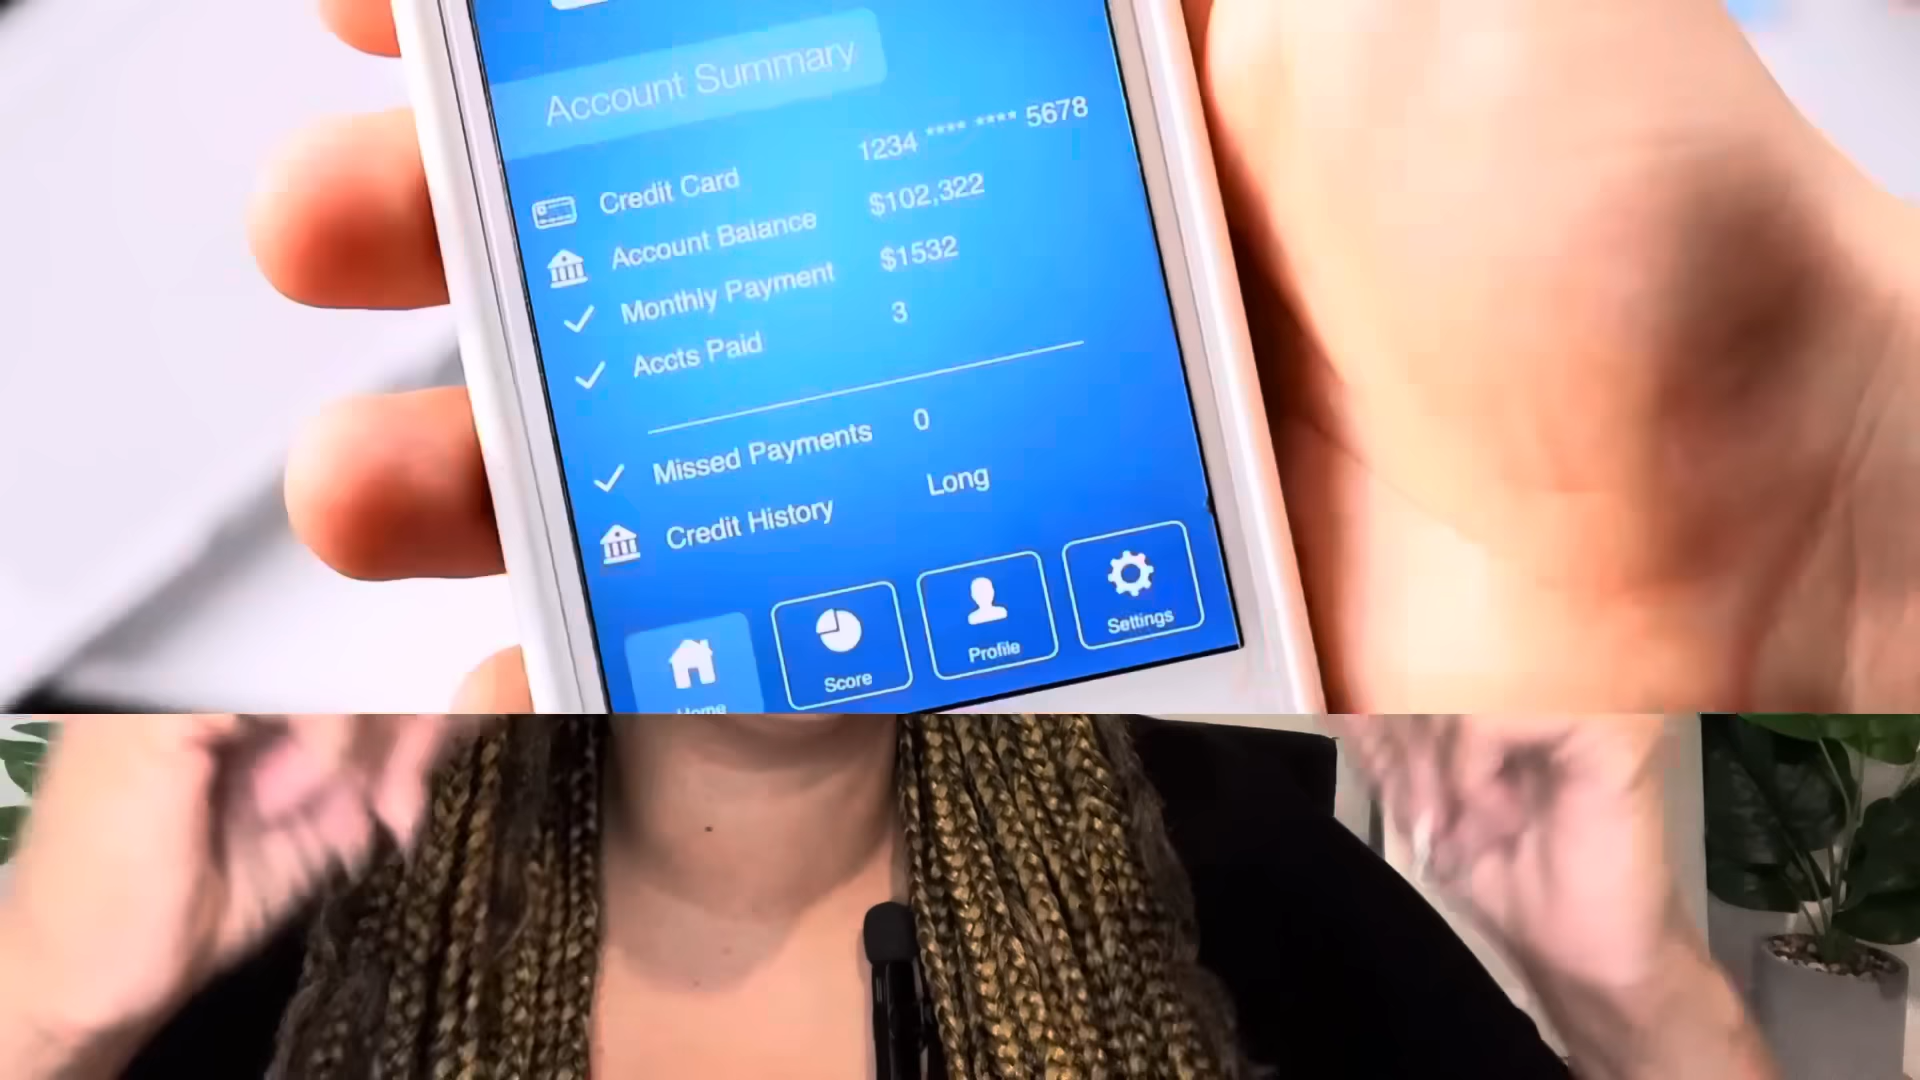 Account Summary
Credit Card 1234 **** **** 5678
Account Balance $102,322
Monthly Payment $1532
Accts Paid 3
Missed Payments 0
Credit History Long
Home
Score
Profile
Settings